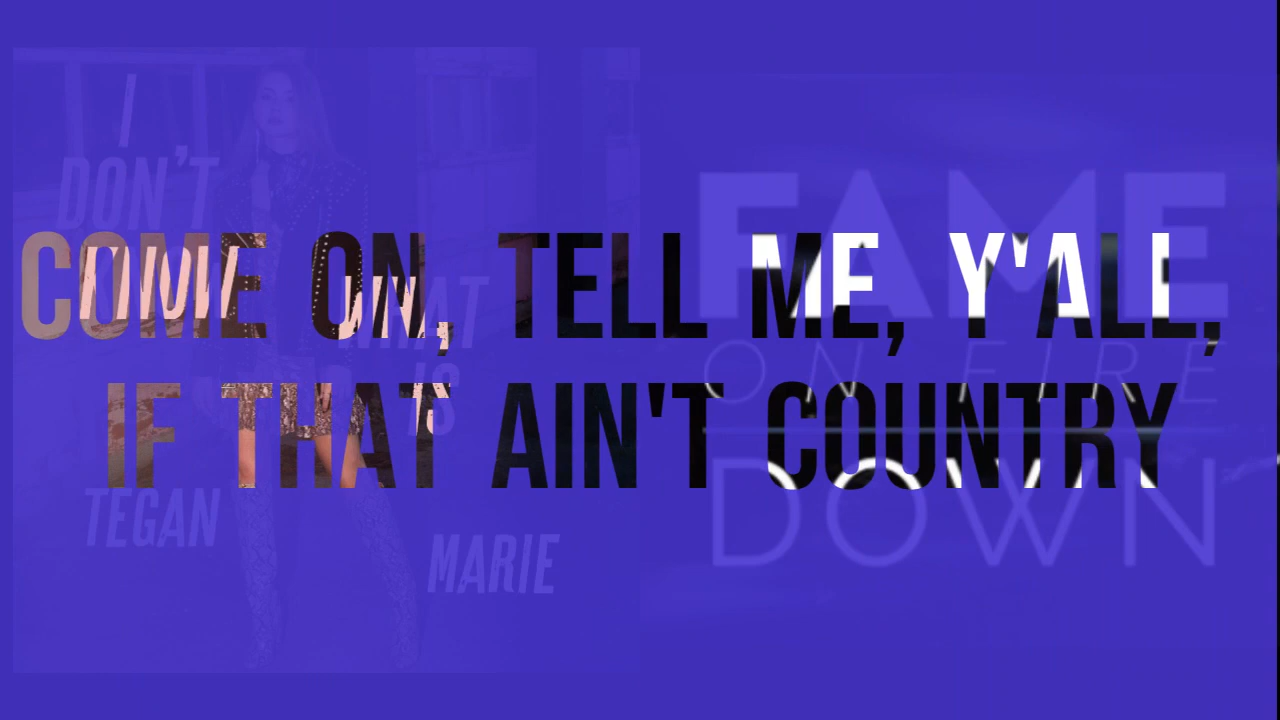 I
DON'T
WHAT
IS
TEGAN
MARIE
COME ON, TELL ME, Y'ALL,
IF THAT AIN'T COUNTRY
FAME
ON FIRE
DOWN